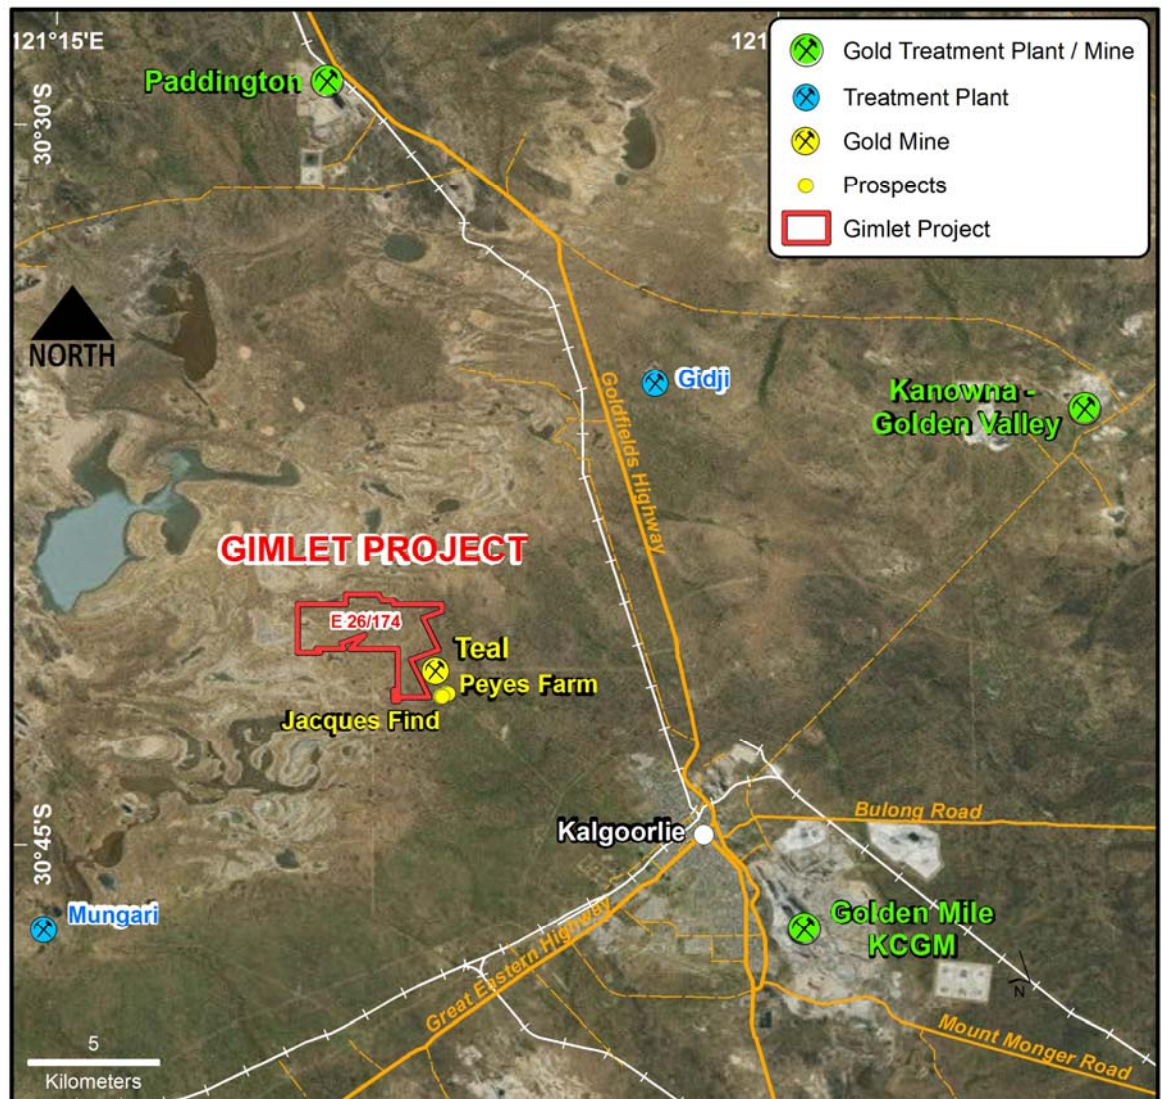 121°15'E
121
Gold Treatment Plant / Mine
Treatment Plant
Gold Mine
Prospects
Gimlet Project
Paddington
30°30'S
NORTH
Gidji
Kanowna -
Golden Valley
Goldfields Highway
GIMLET PROJECT
E 26/174
Teal
Peyes Farm
Jacques Find
Bulong Road
Kalgoorlie
30°45'S
Mungari
Golden Mile
KCGM
Great Eastern Highway
N
Mount Monger Road
5
Kilometers